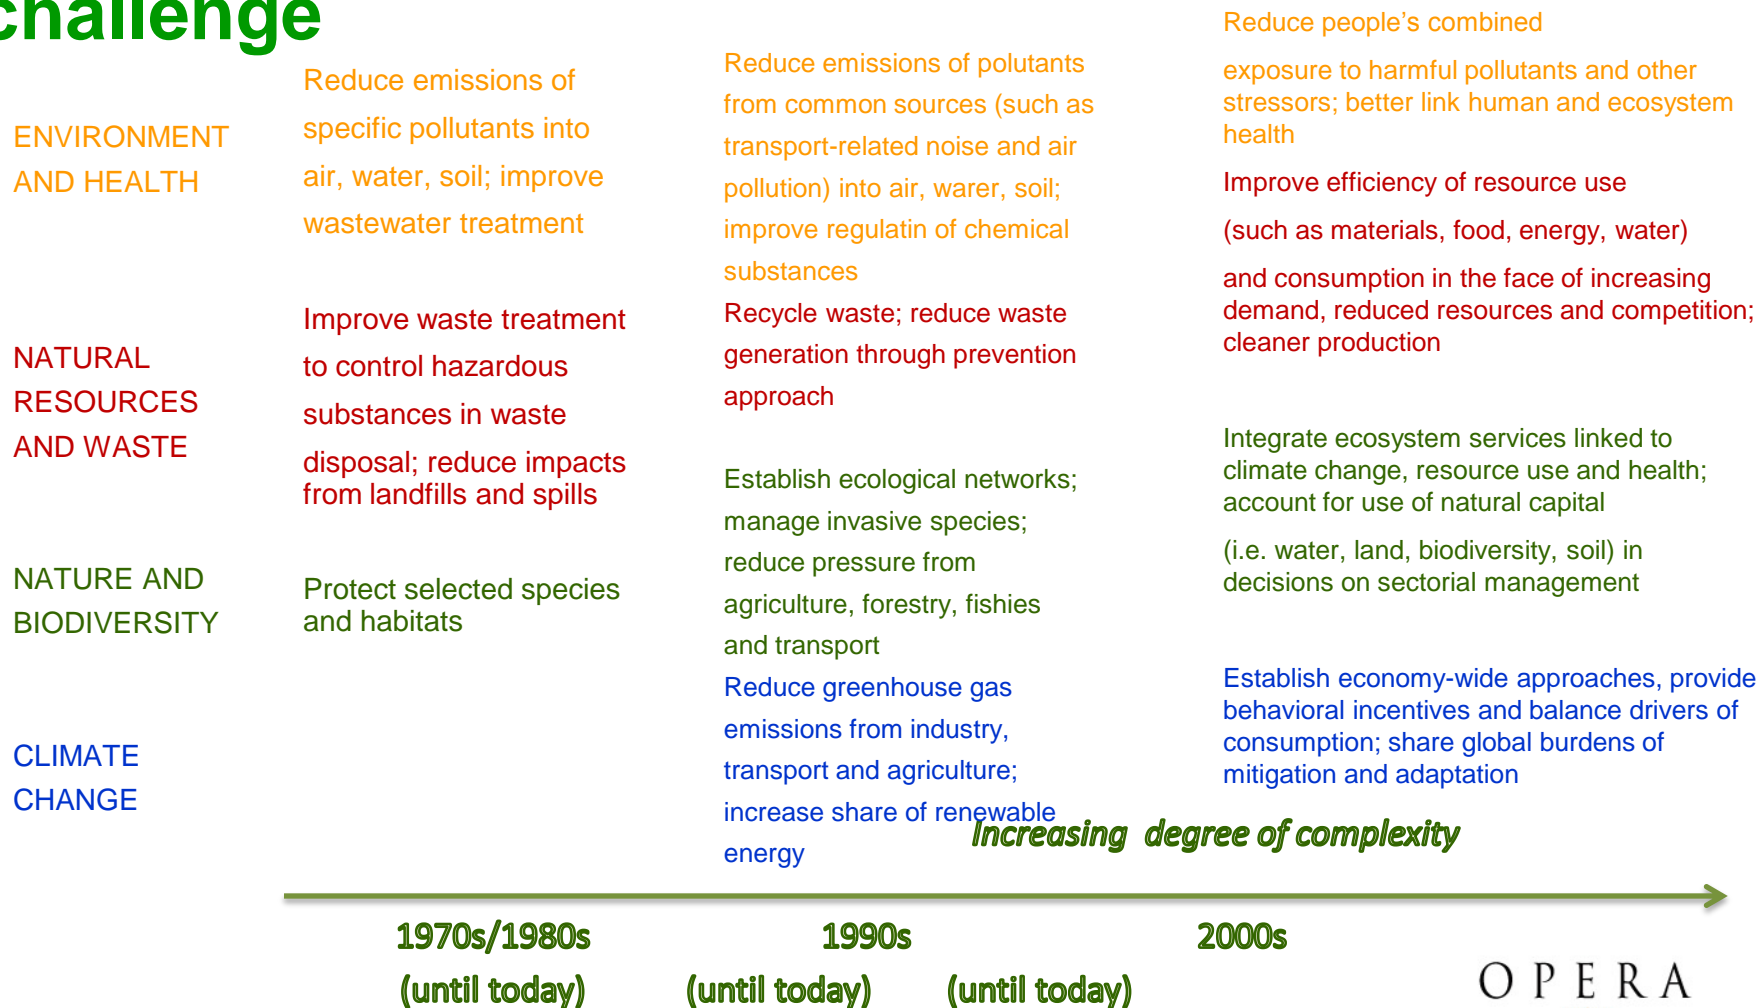 challenge
ENVIRONMENT
AND HEALTH
Reduce emissions of
specific pollutants into
air, water, soil; improve
wastewater treatment
Reduce emissions of polutants
from common sources (such as
transport-related noise and air
pollution) into air, warer, soil;
improve regulatin of chemical
substances
Reduce people's combined
exposure to harmful pollutants and other
stressors; better link human and ecosystem
health
NATURAL
RESOURCES
AND WASTE
Improve waste treatment
to control hazardous
substances in waste
disposal; reduce impacts
from landfills and spills
Recycle waste; reduce waste
generation through prevention
approach
Improve efficiency of resource use
(such as materials, food, energy, water)
and consumption in the face of increasing
demand, reduced resources and competition;
cleaner production
NATURE AND
BIODIVERSITY
Protect selected species
and habitats
Establish ecological networks;
manage invasive species;
reduce pressure from
agriculture, forestry, fishies
and transport
Integrate ecosystem services linked to
climate change, resource use and health;
account for use of natural capital
(i.e. water, land, biodiversity, soil) in
decisions on sectorial management
CLIMATE
CHANGE
Reduce greenhouse gas
emissions from industry,
transport and agriculture;
increase share of renewable
energy
Establish economy-wide approaches, provide
behavioral incentives and balance drivers of
consumption; share global burdens of
mitigation and adaptation
Increasing degree of complexity
1970s/1980s 1990s 2000s
(until today) (until today) (until today)
OPERA